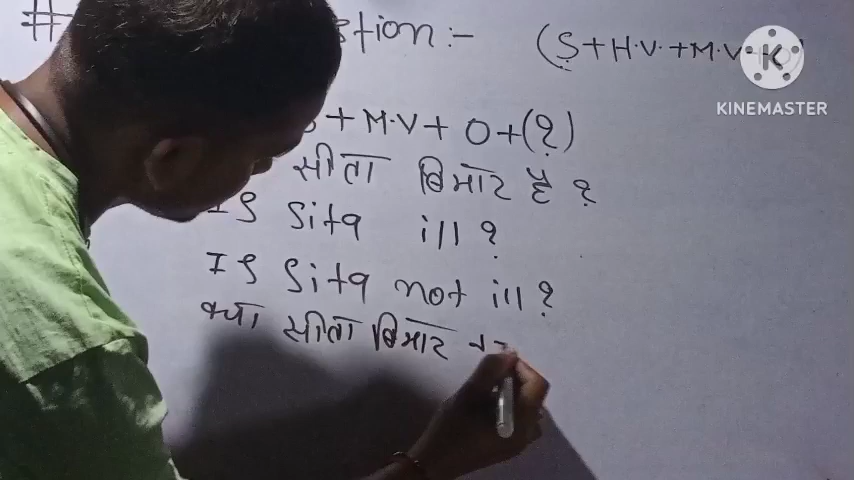 # stion:- (S+H.V.+M.V+O)
KINEMASTER
S + M.V + O + (?)
सीता बिमार है ?
Is Sita ill ?
Is Sita not ill ?
क्या सीता बिमार